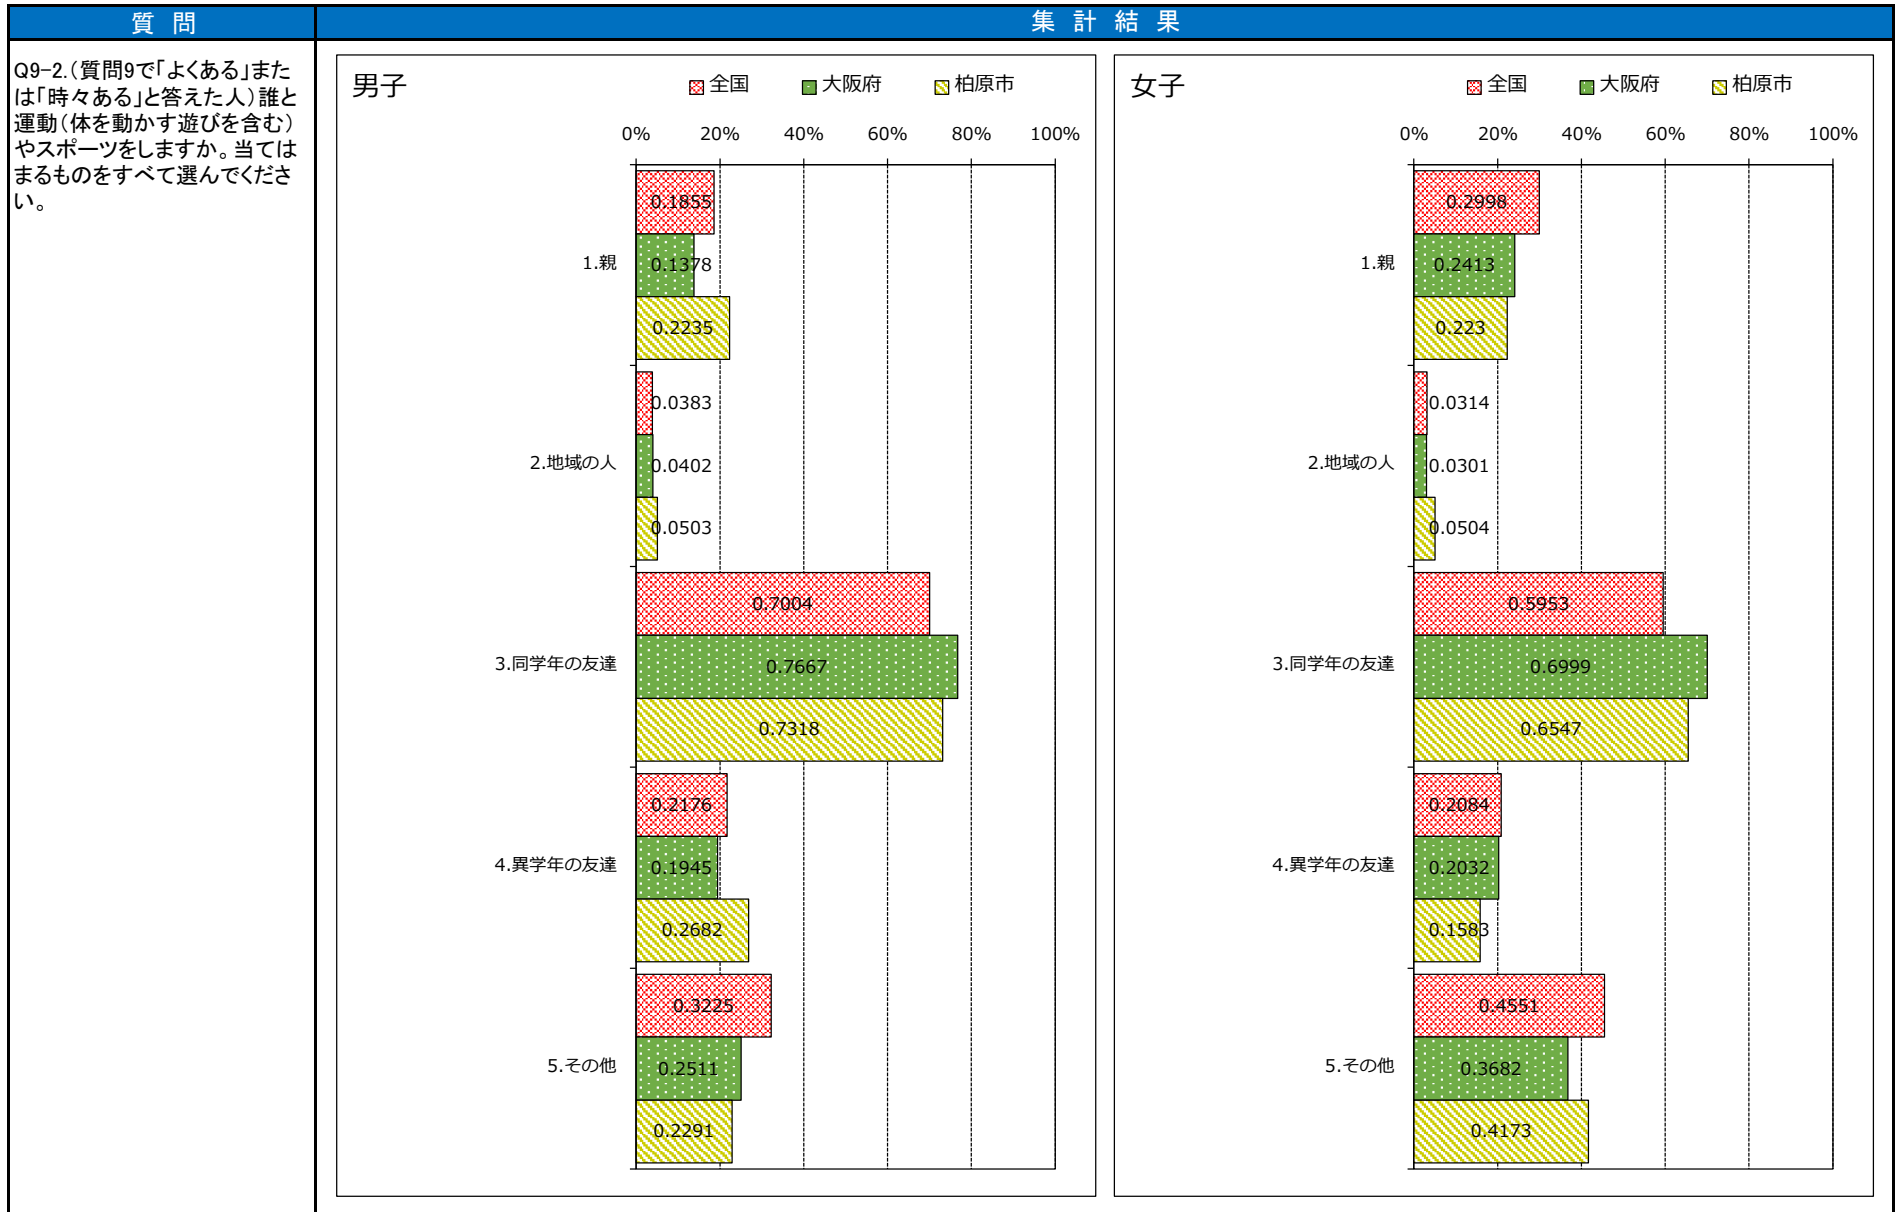 質 問
集 計 結 果
Q9-2.（質問9で「よくある」また
は「時々ある」と答えた人）誰と
運動（体を動かす遊びを含む）
やスポーツをしますか。当ては
まるものをすべて選んでくださ
い。
男子
全国 大阪府 柏原市
0% 20% 40% 60% 80% 100%
0.1855
1.親 0.1378
0.2235
0.0383
2.地域の人 0.0402
0.0503
0.7004
3.同学年の友達 0.7667
0.7318
0.2176
4.異学年の友達 0.1945
0.2682
0.3225
5.その他 0.2511
0.2291
女子
全国 大阪府 柏原市
0% 20% 40% 60% 80% 100%
0.2998
1.親 0.2413
0.223
0.0314
2.地域の人 0.0301
0.0504
0.5953
3.同学年の友達 0.6999
0.6547
0.2084
4.異学年の友達 0.2032
0.1583
0.4551
5.その他 0.3682
0.4173